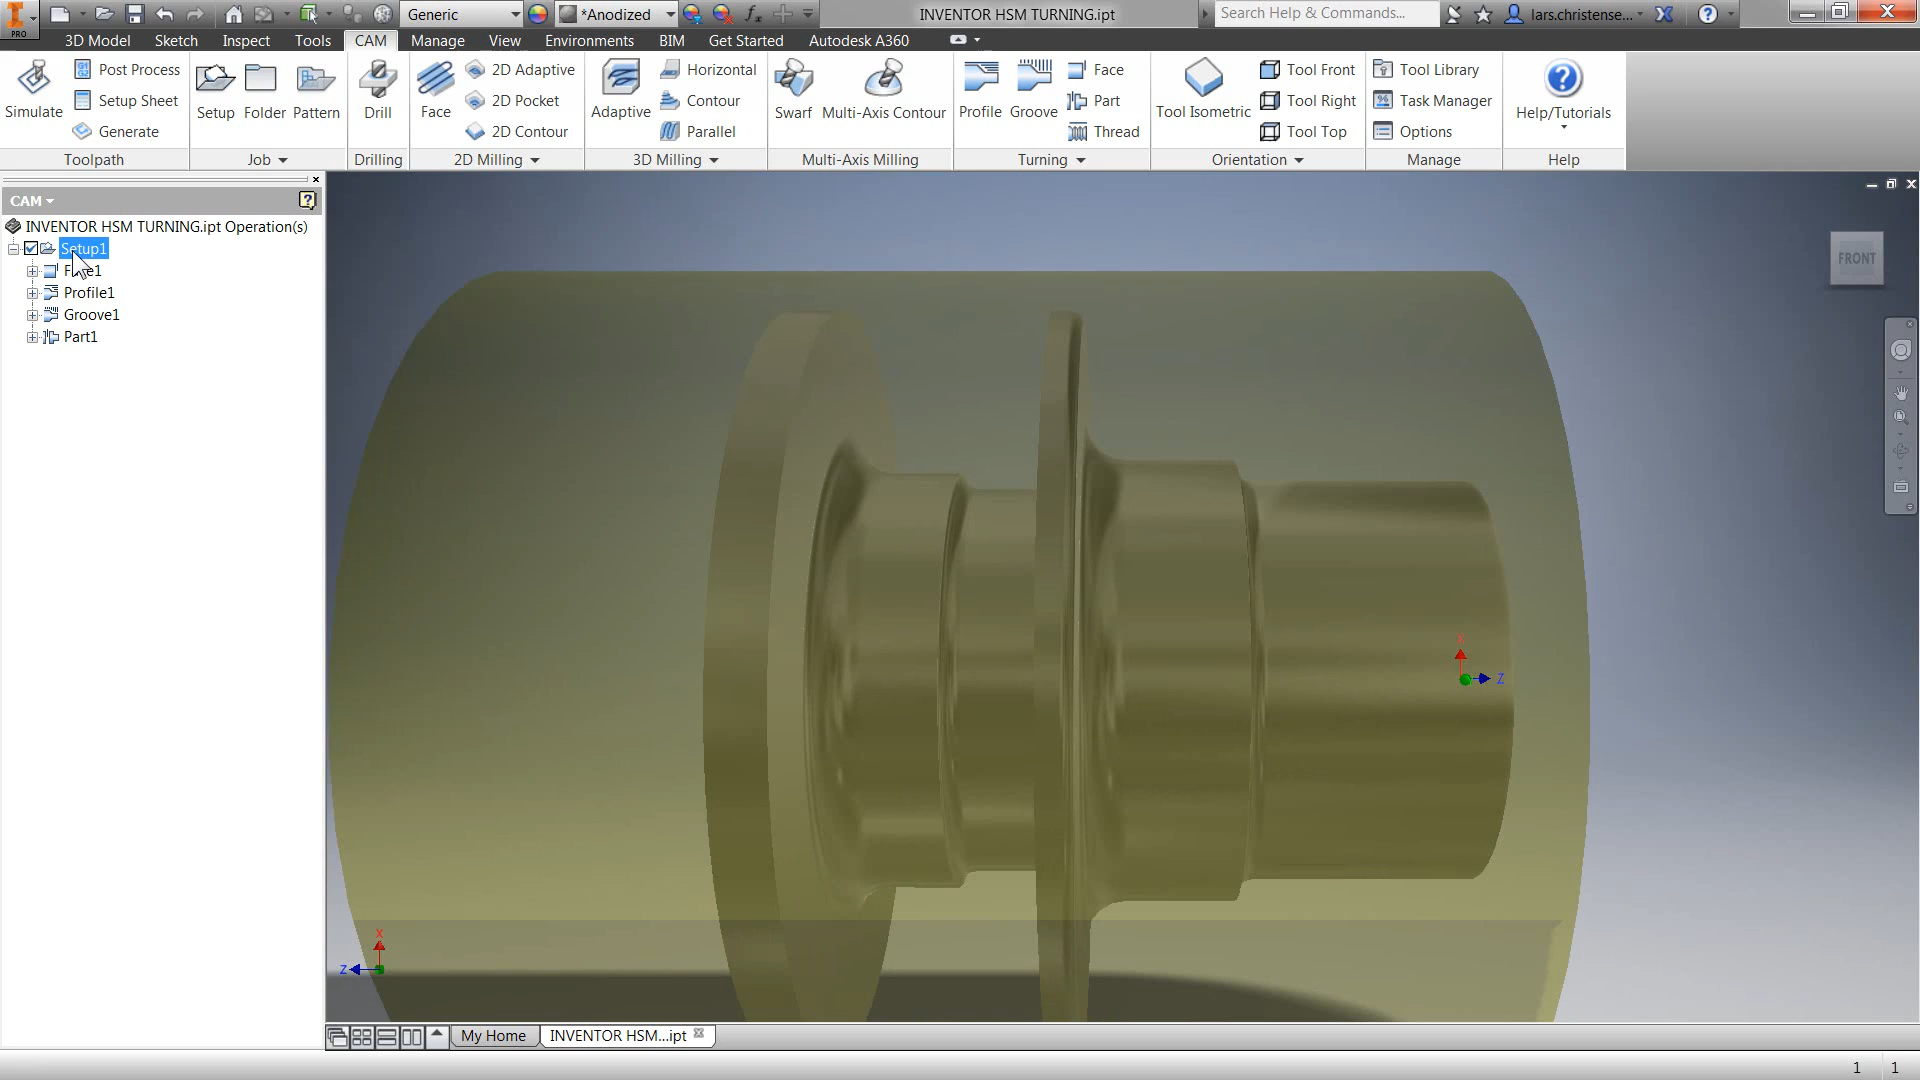 PRO
Generic
*Anodized
INVENTOR HSM TURNING.ipt
Search Help & Commands...
lars.christense...
3D Model
Sketch
Inspect
Tools
CAM
Manage
View
Environments
BIM
Get Started
Autodesk A360
Simulate
Post Process
Setup Sheet
Generate
Toolpath
Setup
Folder
Pattern
Job
Drill
Drilling
Face
2D Adaptive
2D Pocket
2D Contour
2D Milling
Adaptive
Horizontal
Contour
Parallel
3D Milling
Swarf
Multi-Axis Contour
Multi-Axis Milling
Profile
Groove
Face
Part
Thread
Turning
Tool Isometric
Tool Front
Tool Right
Tool Top
Orientation
Tool Library
Task Manager
Options
Manage
Help/Tutorials
Help
CAM
INVENTOR HSM TURNING.ipt Operation(s)
Setup1
Profile1
Groove1
Part1
FRONT
X
Z
X
Z
My Home
INVENTOR HSM...ipt
1 1